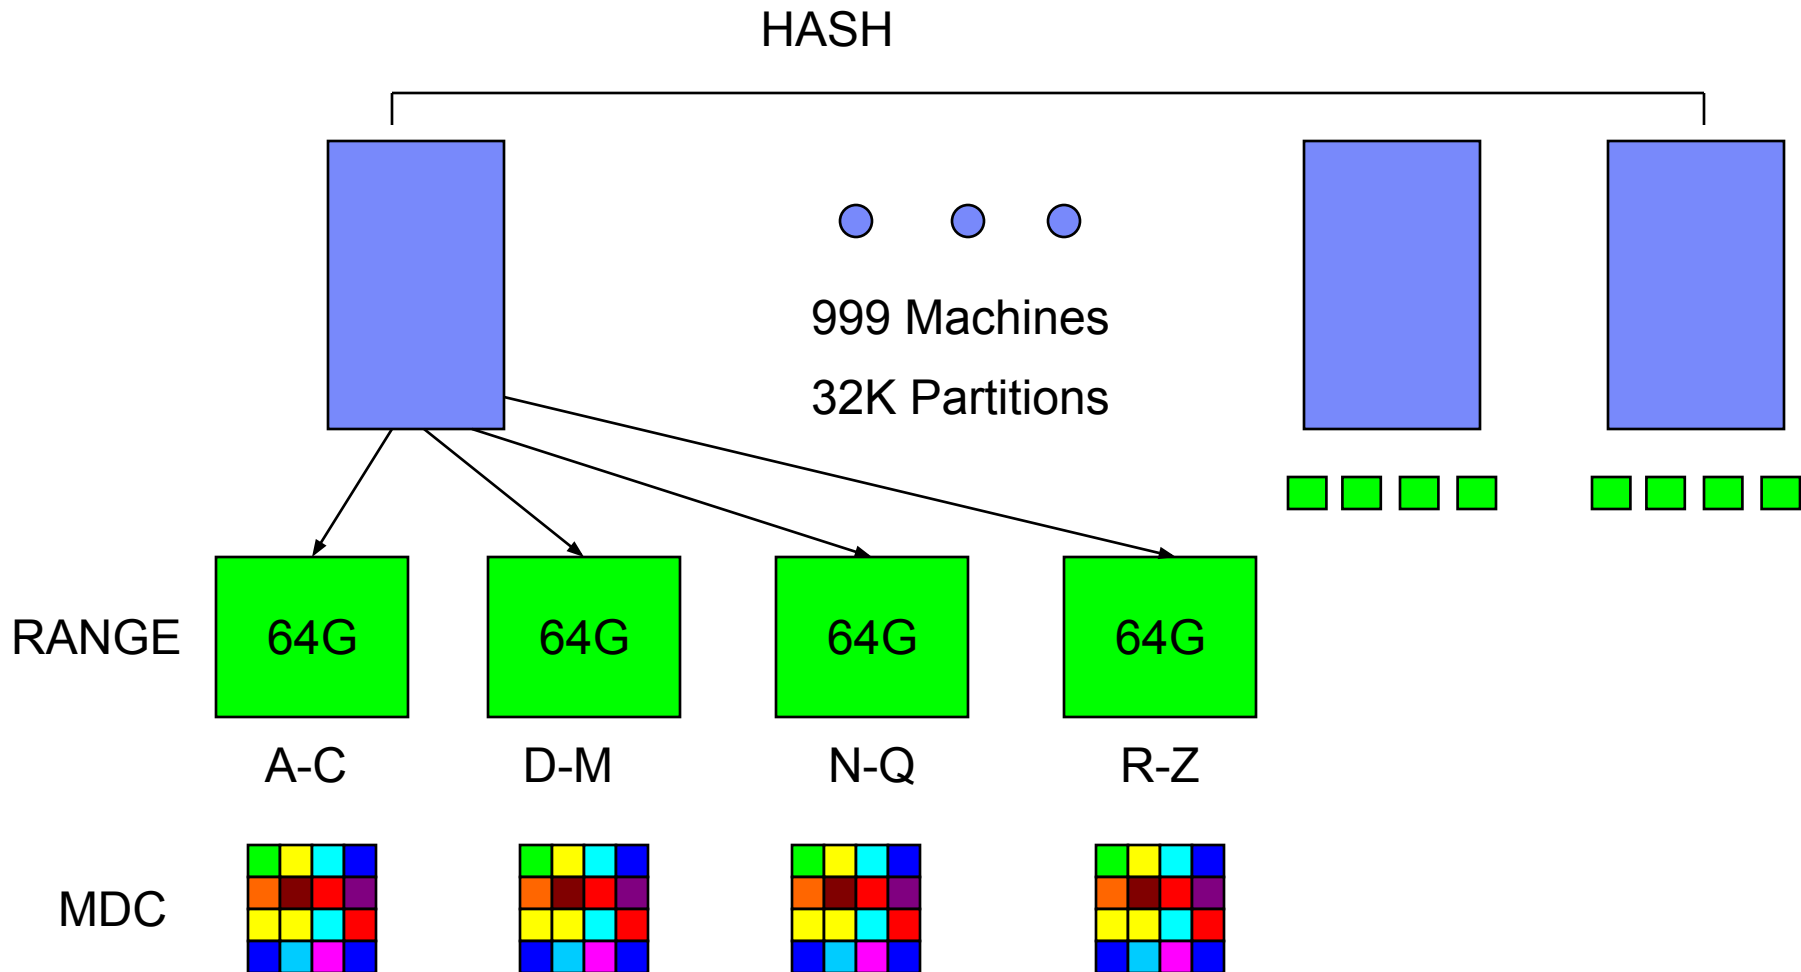 HASH
999 Machines
32K Partitions
RANGE 64G 64G 64G 64G
A-C D-M N-Q R-Z
MDC